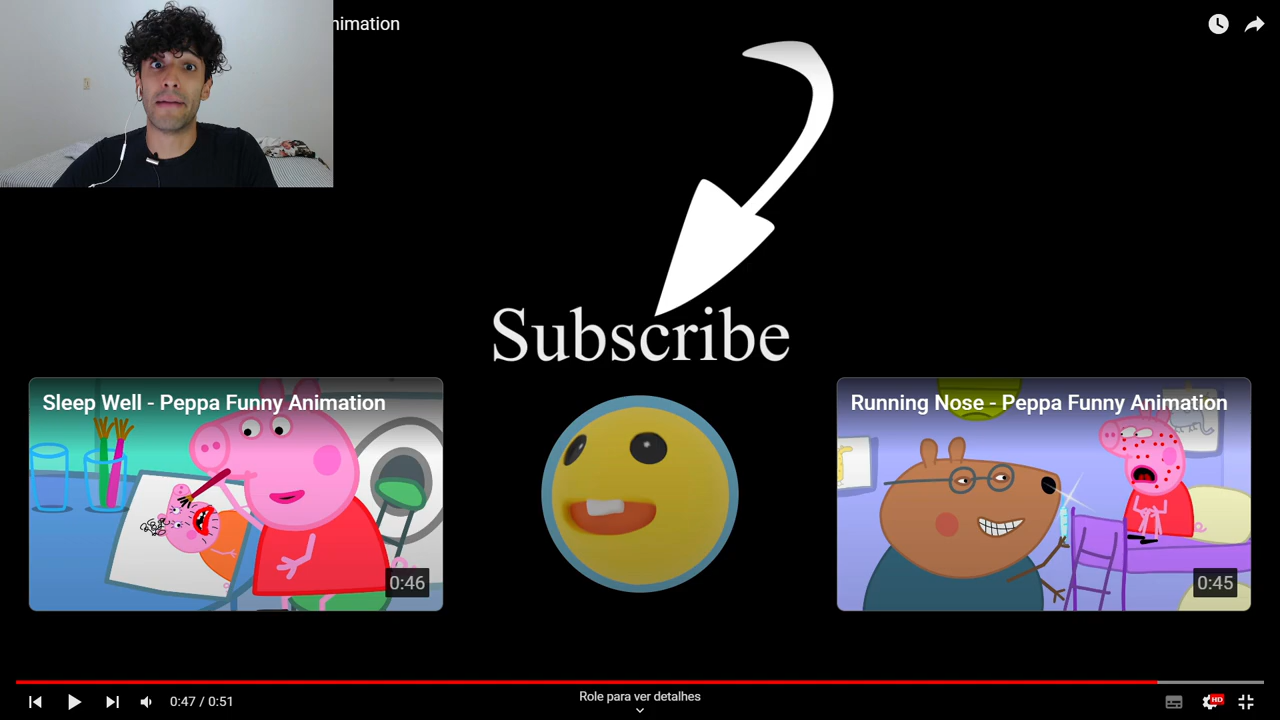 nimation
Subscribe
Sleep Well - Peppa Funny Animation
0:46
Running Nose - Peppa Funny Animation
0:45
0:47 / 0:51
Role para ver detalhes
HD